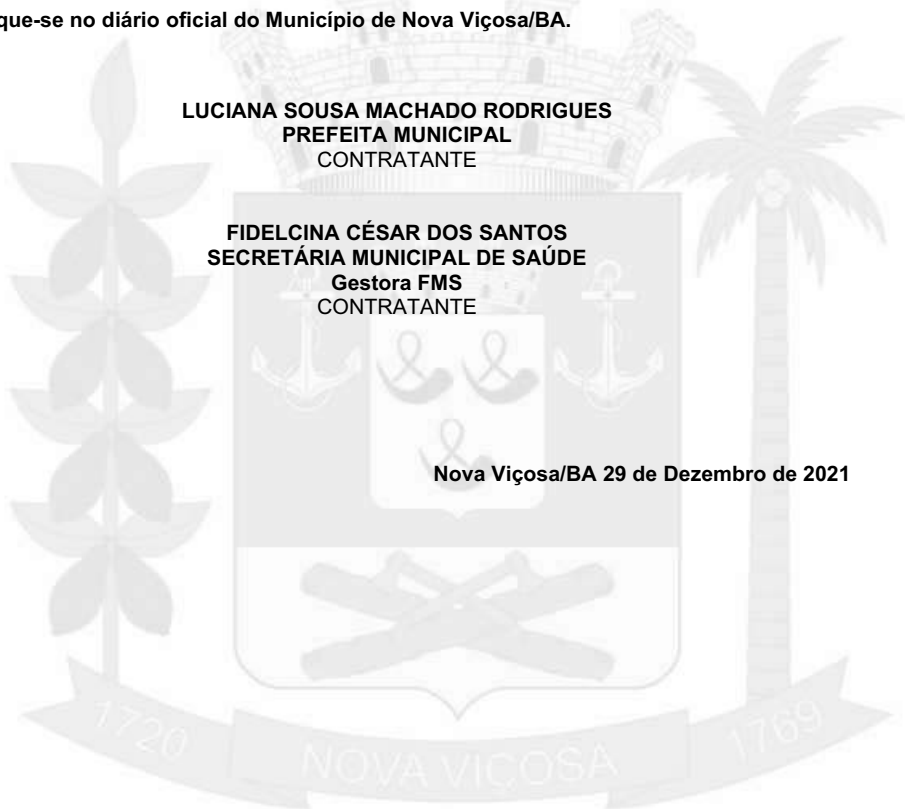 que-se no diário oficial do Município de Nova Viçosa/BA.
LUCIANA SOUSA MACHADO RODRIGUES
PREFEITA MUNICIPAL
CONTRATANTE
FIDELCINA CÉSAR DOS SANTOS
SECRETÁRIA MUNICIPAL DE SAÚDE
Gestora FMS
CONTRATANTE
Nova Viçosa/BA 29 de Dezembro de 2021
1720 NOVA VIÇOSA 1769